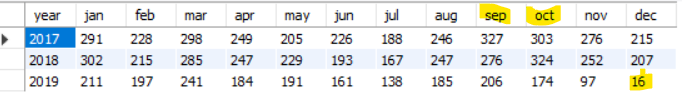 year jan feb mar apr may jun jul aug sep oct nov dec
2017 291 228 298 249 205 226 188 246 327 303 276 215
2018 302 215 285 247 229 193 167 247 276 324 252 207
2019 211 197 241 184 191 161 138 185 206 174 97 16